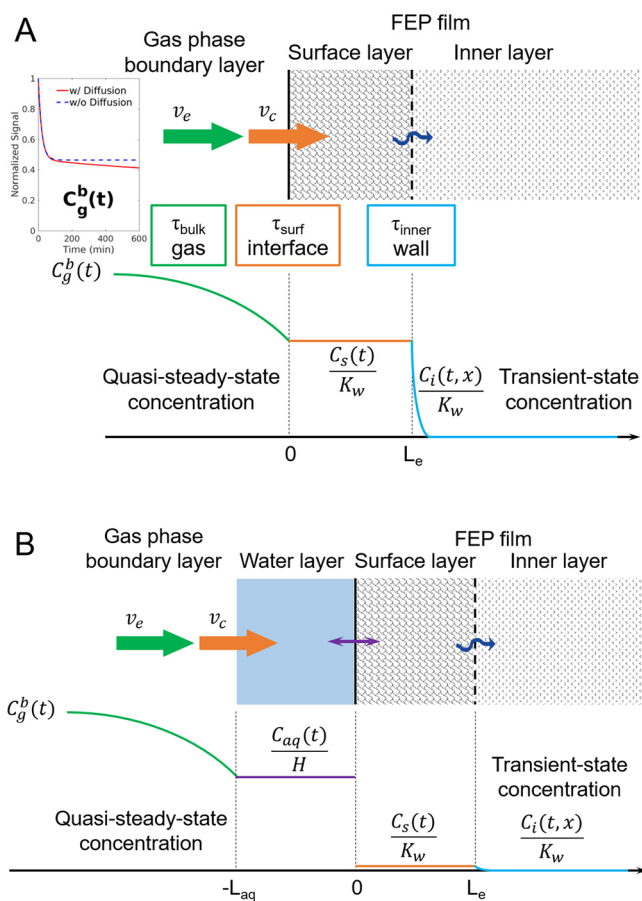 A
FEP film
Gas phase
boundary layer
Surface layer
Inner layer
Normalized Signal
1
0.8
0.6
0.4
0.2
0
w/ Diffusion
w/o Diffusion
C_g^b(t)
0 200 400 600
Time (min)
v_e
v_c
τ_bulk
gas
τ_surf
interface
τ_inner
wall
C_g^b(t)
C_s(t)
K_w
C_i(t, x)
K_w
Quasi-steady-state
concentration
Transient-state
concentration
0
L_e
B
FEP film
Gas phase
boundary layer
Water layer
Surface layer
Inner layer
v_e
v_c
C_g^b(t)
C_aq(t)
H
Transient-state
concentration
Quasi-steady-state
concentration
C_s(t)
K_w
C_i(t, x)
K_w
-L_aq
0
L_e